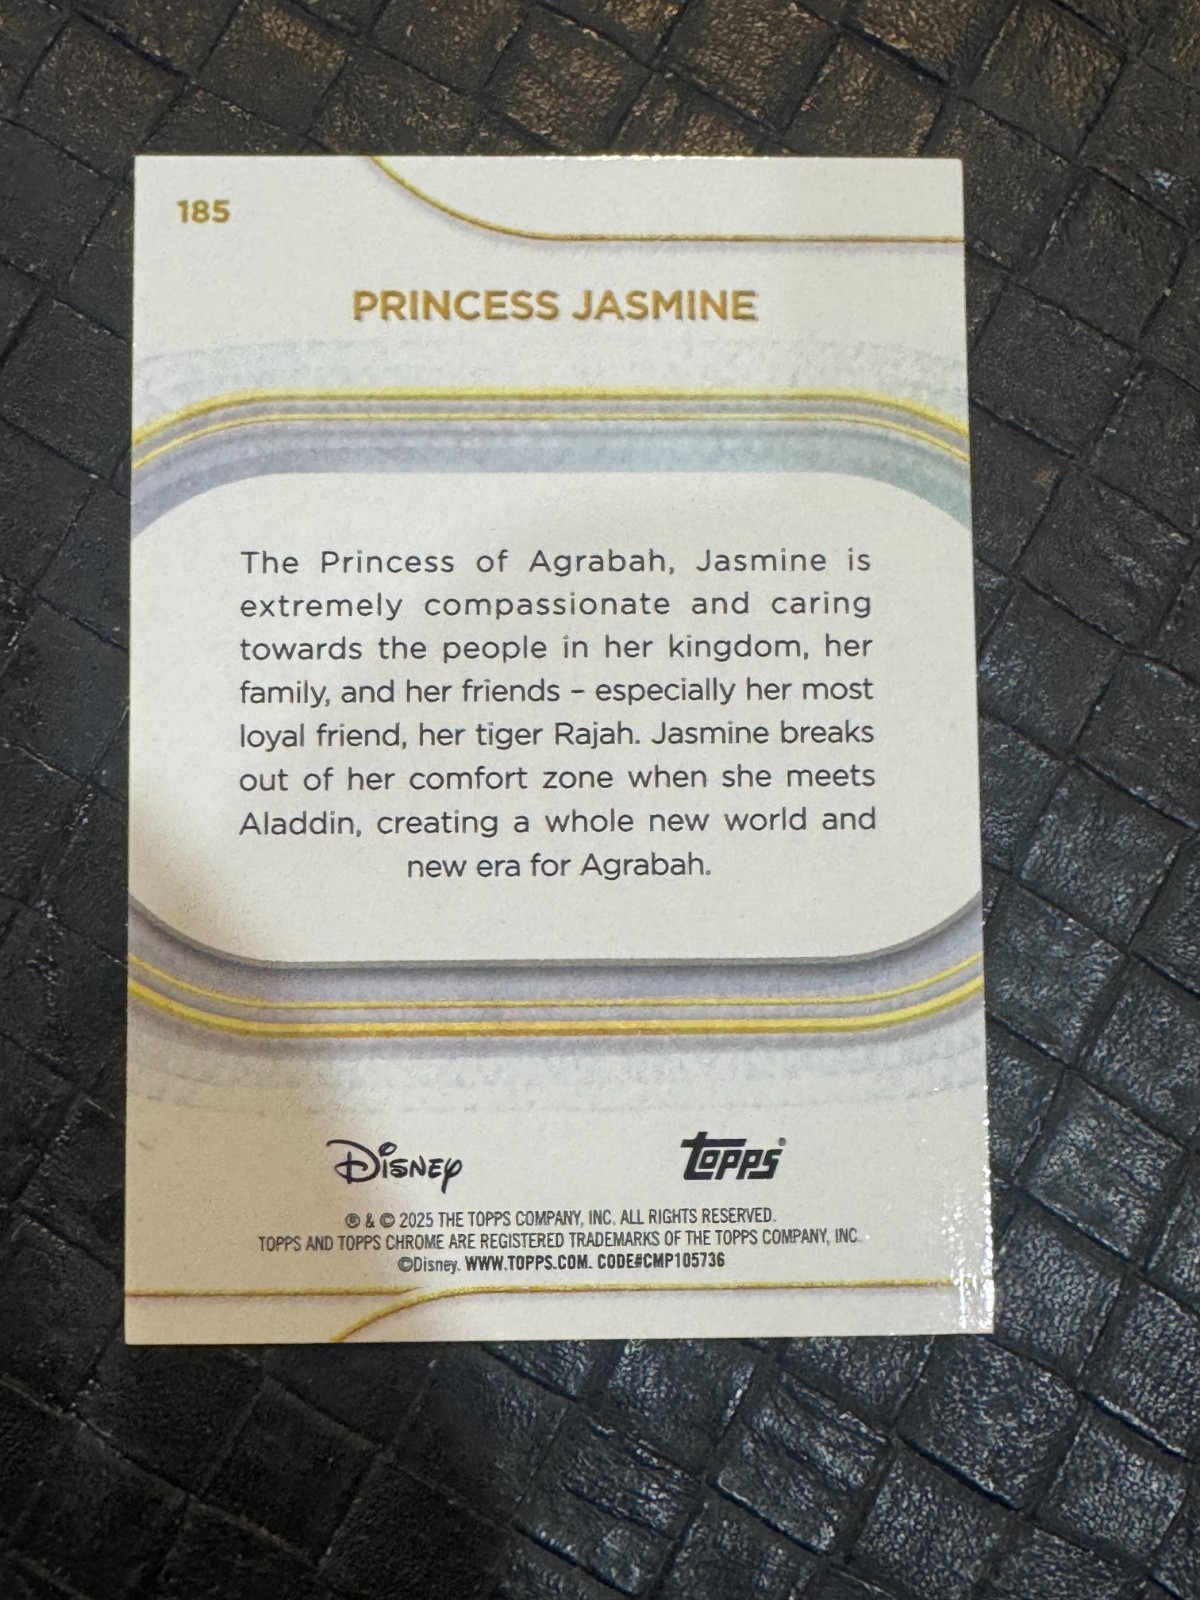 185
PRINCESS JASMINE
The Princess of Agrabah, Jasmine is
extremely compassionate and caring
towards the people in her kingdom, her
family, and her friends – especially her most
loyal friend, her tiger Rajah. Jasmine breaks
out of her comfort zone when she meets
Aladdin, creating a whole new world and
new era for Agrabah.
Disney
Topps®
® & © 2025 THE TOPPS COMPANY, INC. ALL RIGHTS RESERVED.
TOPPS AND TOPPS CHROME ARE REGISTERED TRADEMARKS OF THE TOPPS COMPANY, INC.
©Disney. WWW.TOPPS.COM. CODE#CMP105736